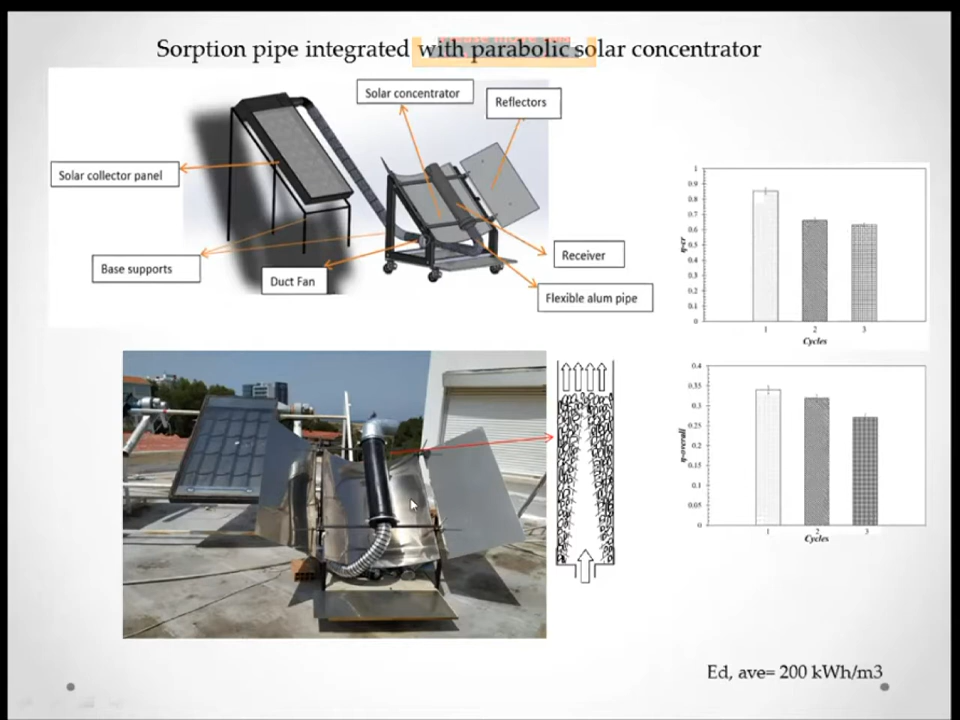 Sorption pipe integrated with parabolic solar concentrator
Solar concentrator
Reflectors
Solar collector panel
Base supports
Duct Fan
Receiver
Flexible alum pipe
1
0.9
0.8
0.7
0.6
0.5
0.4
0.3
0.2
0.1
0
η-cr
1 2 3
Cycles
0.4
0.35
0.3
0.25
0.2
0.15
0.1
0.05
0
η-overall
1 2 3
Cycles
Ed, ave= 200 kWh/m3